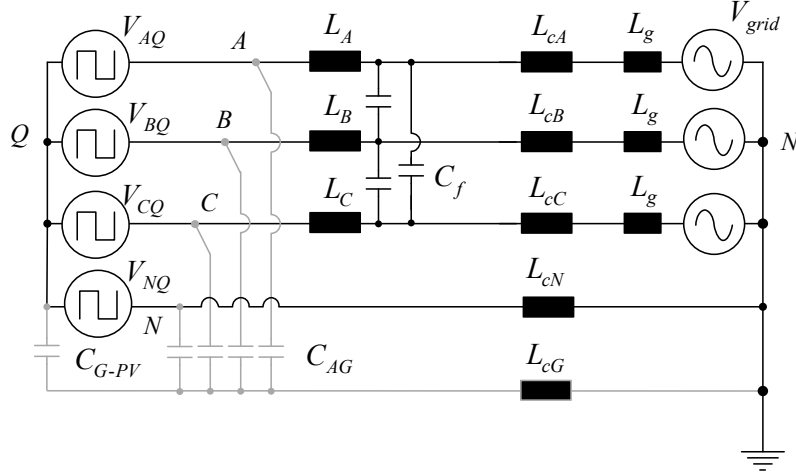 V_AQ
A
L_A
L_cA
L_g
V_grid
V_BQ
B
L_B
L_cB
L_g
Q
N
V_CQ
C
L_C
C_f
L_cC
L_g
V_NQ
N
L_cN
C_G-PV
C_AG
L_cG